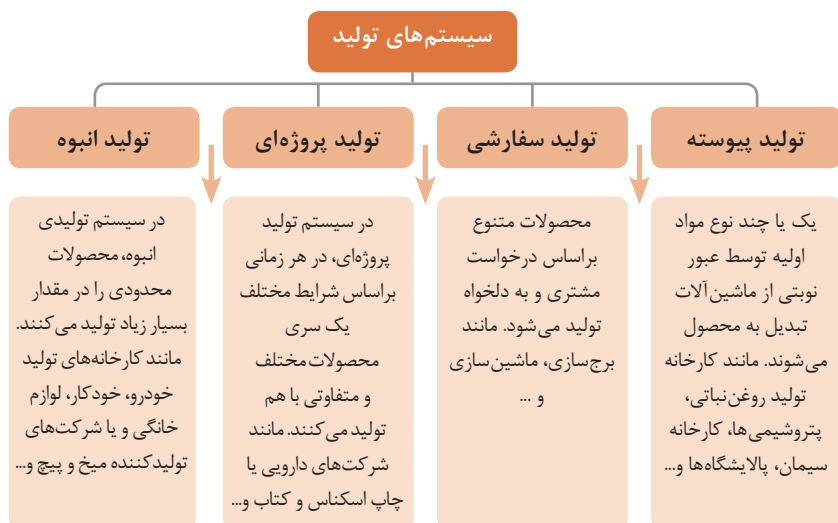 سیستم‌های تولید
تولید پیوسته
یک یا چند نوع مواد
اولیه توسط عبور
نوبتی از ماشین‌آلات
تبدیل به محصول
می‌شوند. مانند کارخانه
تولید روغن‌نباتی،
پتروشیمی‌ها، کارخانه
سیمان، پالایشگاه‌ها و...
تولید سفارشی
محصولات متنوع
براساس درخواست
مشتری و به دلخواه
تولید می‌شود. مانند
برج‌سازی، ماشین‌سازی
و ...
تولید پروژه‌ای
در سیستم تولید
پروژه‌ای، در هر زمانی
براساس شرایط مختلف
یک سری
محصولات مختلف
و متفاوتی با هم
تولید می‌کنند. مانند
شرکت‌های دارویی یا
چاپ اسکناس و کتاب و...
تولید انبوه
در سیستم تولیدی
انبوه، محصولات
محدودی را در مقدار
بسیار زیاد تولید می‌کنند.
مانند کارخانه‌های تولید
خودرو، خودکار، لوازم
خانگی و یا شرکت‌های
تولیدکننده میخ و پیچ و...